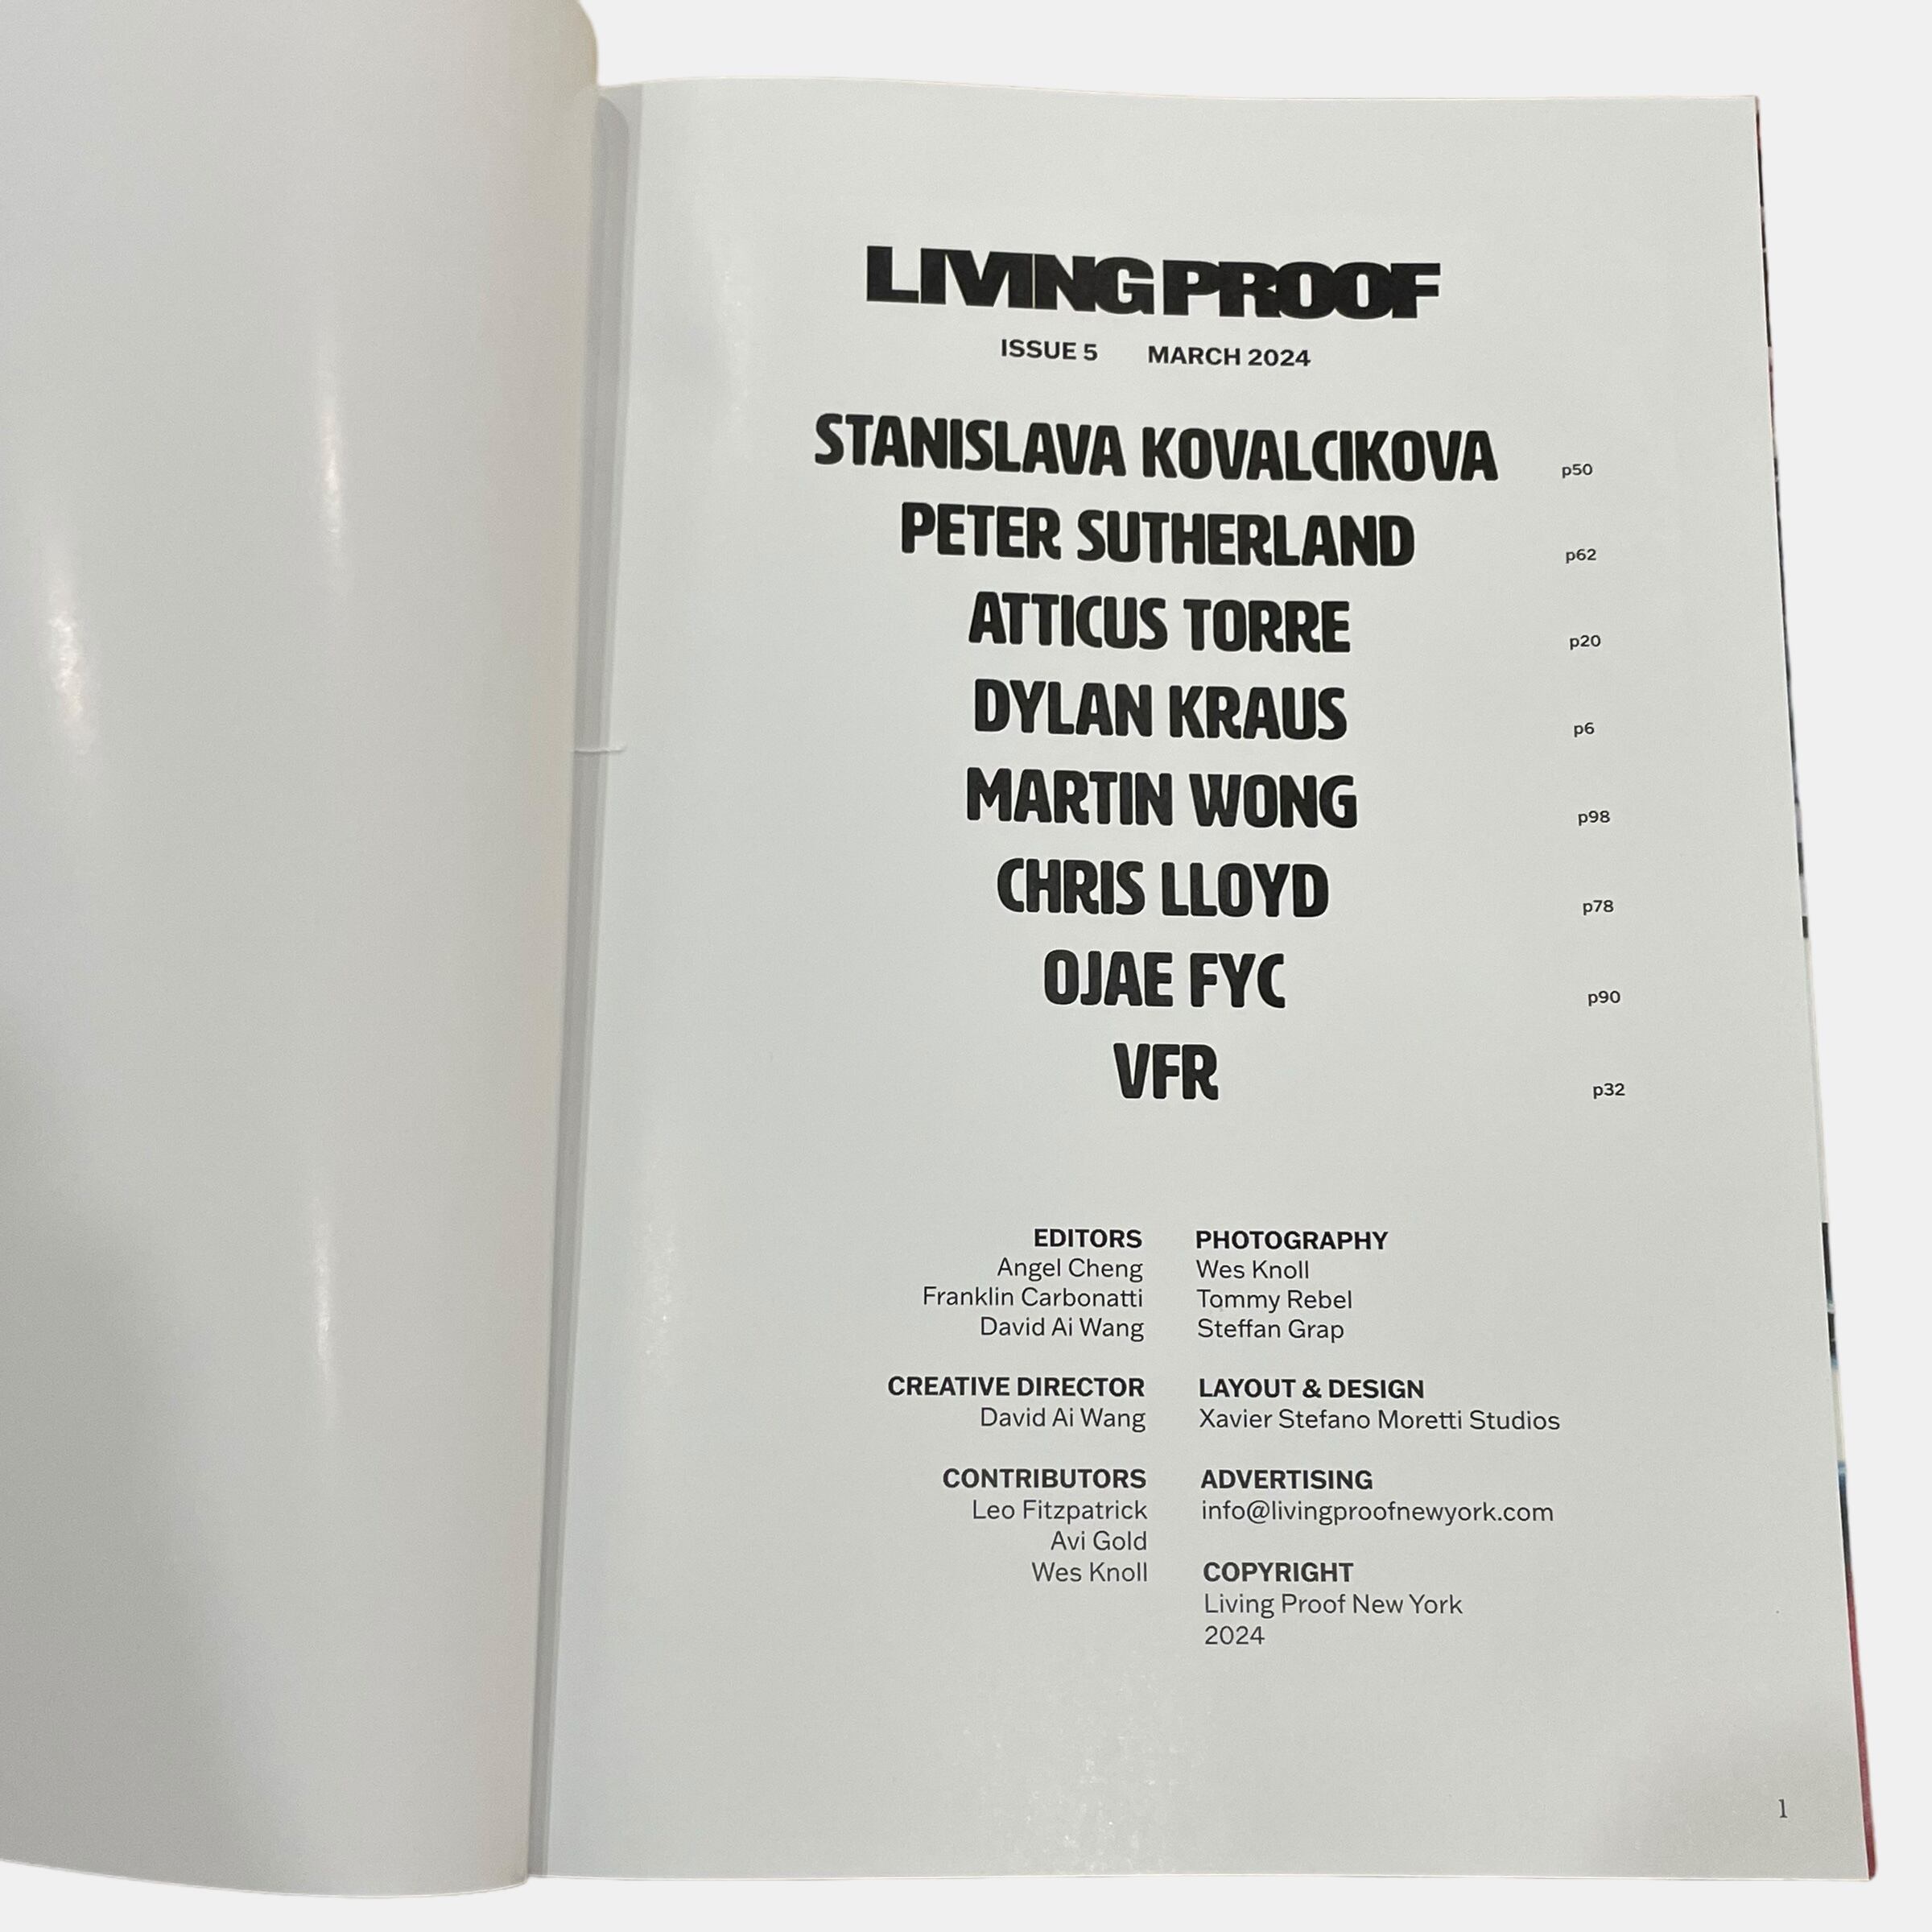 LIVING PROOF
ISSUE 5 MARCH 2024
STANISLAVA KOVALCIKOVA p50
PETER SUTHERLAND p62
ATTICUS TORRE p20
DYLAN KRAUS p6
MARTIN WONG p98
CHRIS LLOYD p78
OJAE FYC p90
VFR p32
EDITORS
Angel Cheng
Franklin Carbonatti
David Ai Wang
CREATIVE DIRECTOR
David Ai Wang
CONTRIBUTORS
Leo Fitzpatrick
Avi Gold
Wes Knoll
PHOTOGRAPHY
Wes Knoll
Tommy Rebel
Steffan Grap
LAYOUT & DESIGN
Xavier Stefano Moretti Studios
ADVERTISING
info@livingproofnewyork.com
COPYRIGHT
Living Proof New York
2024
1